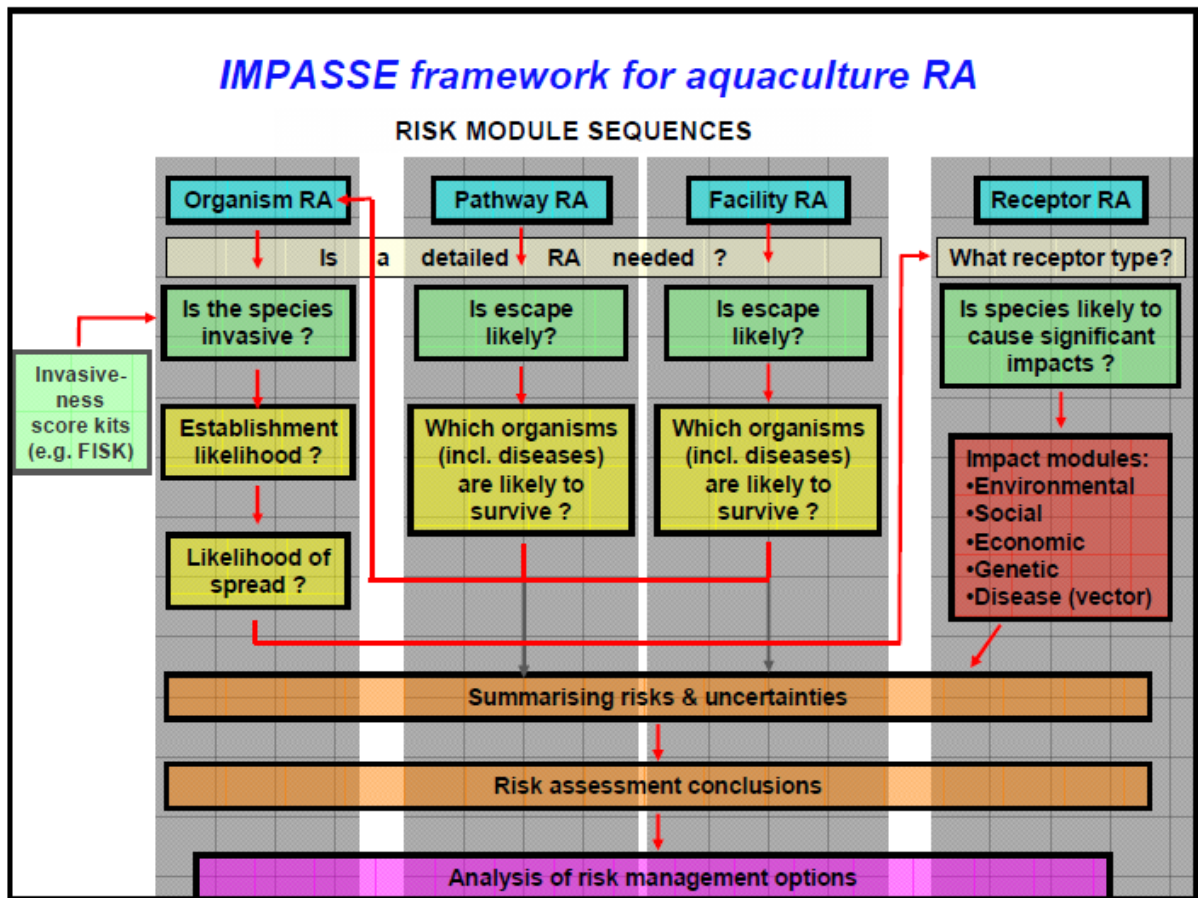 IMPASSE framework for aquaculture RA
RISK MODULE SEQUENCES
Organism RA
Pathway RA
Facility RA
Receptor RA
Is a detailed RA needed ?
What receptor type?
Is the species
invasive ?
Is escape
likely?
Is escape
likely?
Is species likely to
cause significant
impacts ?
Invasive-
ness
score kits
(e.g. FISK)
Establishment
likelihood ?
Which organisms
(incl. diseases)
are likely to
survive ?
Which organisms
(incl. diseases)
are likely to
survive ?
Impact modules:
•Environmental
•Social
•Economic
•Genetic
•Disease (vector)
Likelihood of
spread ?
Summarising risks & uncertainties
Risk assessment conclusions
Analysis of risk management options